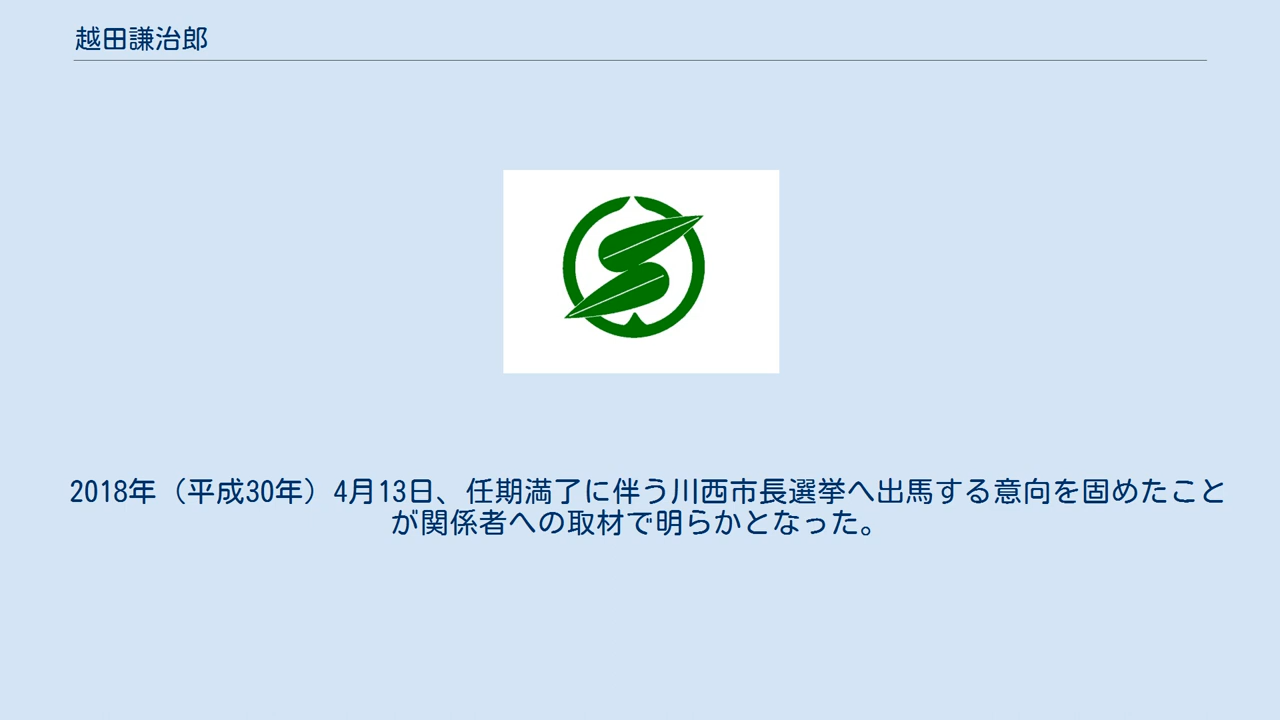 越田謙治郎
2018年（平成30年）4月13日、任期満了に伴う川西市長選挙へ出馬する意向を固めたこと
が関係者への取材で明らかとなった。